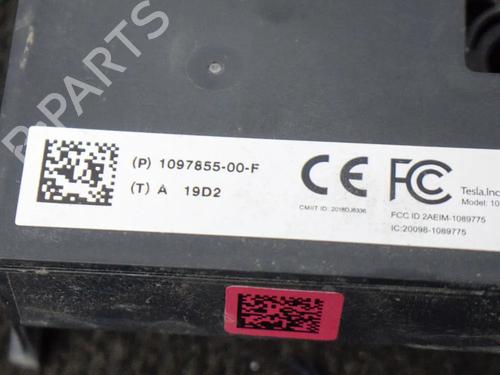 B-PARTS
(P) 1097855-00-F
(T) A 19D2
CE FC
CMIIT ID: 2018DJ6336
Tesla,Inc
Model: 10
FCC ID 2AEIM-1089775
IC:20098-1089775